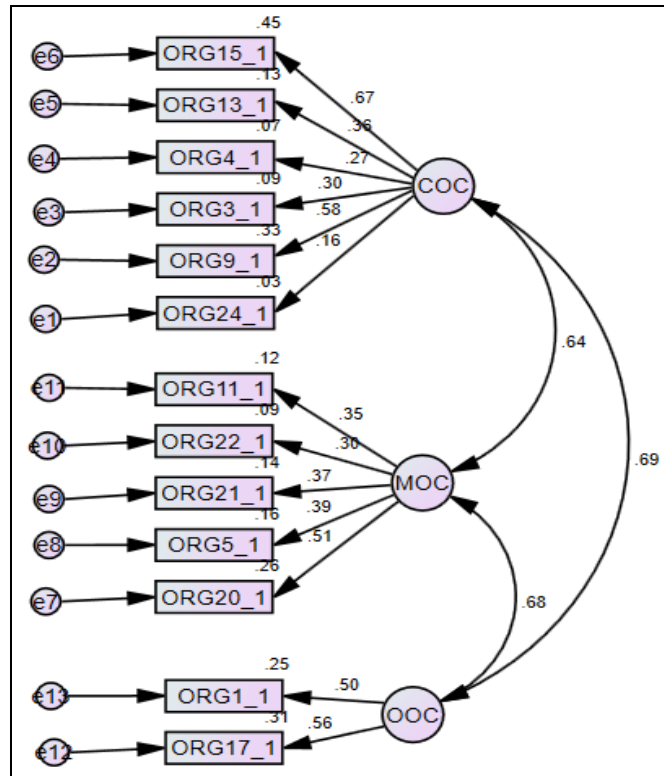 .45
e6 ORG15_1
.13 .67
e5 ORG13_1 .36
.07
e4 ORG4_1 .27
.09 .30 COC
e3 ORG3_1 .58
.33 .16
e2 ORG9_1
.03
e1 ORG24_1
.64
.12
e11 ORG11_1 .35
.09
e10 ORG22_1 .30
.14 .69
e9 ORG21_1 .37 MOC
.16 .39
e8 ORG5_1 .51
.26
e7 ORG20_1
.68
.25
e13 ORG1_1 .50
.31 OOC
e12 ORG17_1 .56